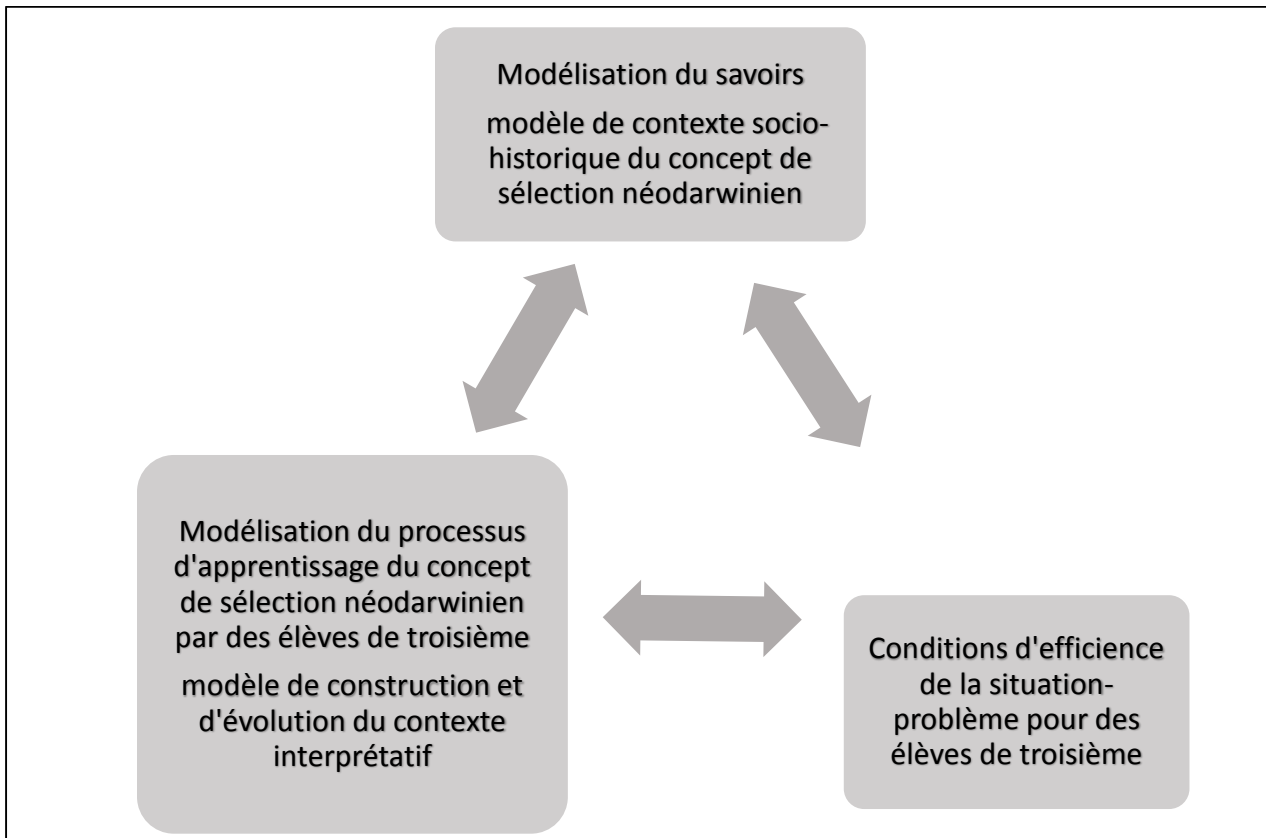 Modélisation du savoirs
modèle de contexte socio-
historique du concept de
sélection néodarwinien
Modélisation du processus
d'apprentissage du concept
de sélection néodarwinien
par des élèves de troisième
modèle de construction et
d'évolution du contexte
interprétatif
Conditions d'efficience
de la situation-
problème pour des
élèves de troisième